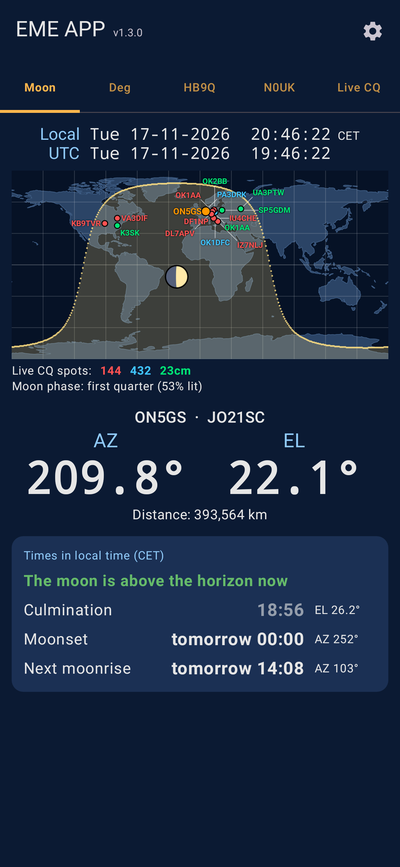 EME APP v1.3.0
Moon Deg HB9Q N0UK Live CQ
Local Tue 17-11-2026 20:46:22 CET
UTC Tue 17-11-2026 19:46:22
OK2BB
OK1AA PA3DRK UA3PTW
ON5GS SP5GDM
KB9TVF VA3DIF DF1NPI IU4CHE
K3SK DL7APV OK1AA
OK1DFC IZ7NLJ
Live CQ spots: 144 432 23cm
Moon phase: first quarter (53% lit)
ON5GS · JO21SC
AZ EL
209.8° 22.1°
Distance: 393,564 km
Times in local time (CET)
The moon is above the horizon now
Culmination 18:56 EL 26.2°
Moonset tomorrow 00:00 AZ 252°
Next moonrise tomorrow 14:08 AZ 103°